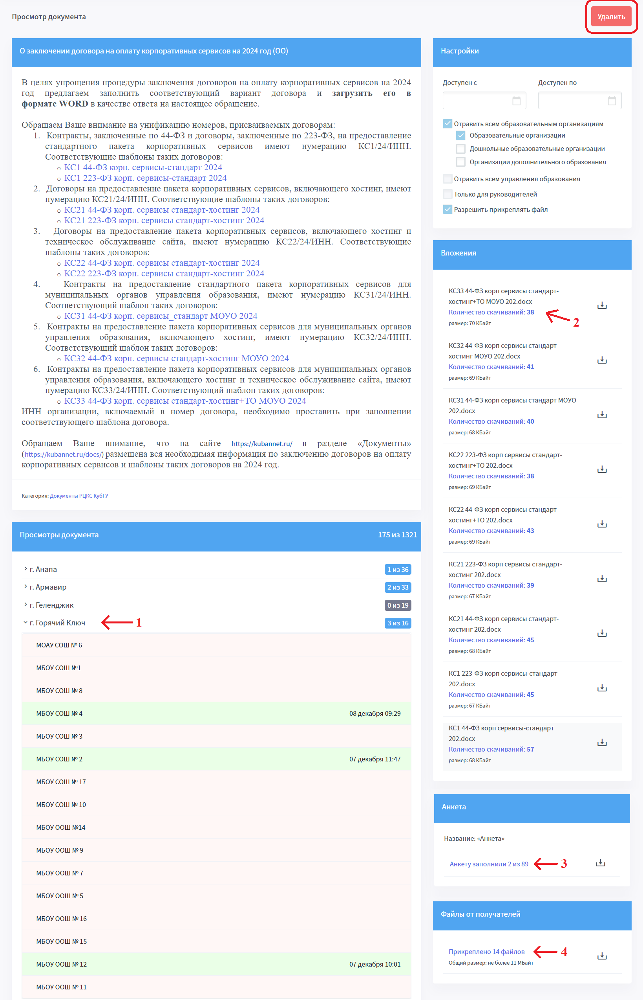 Просмотр документа
Удалить
О заключении договора на оплату корпоративных сервисов на 2024 год (ОО)
В целях упрощения процедуры заключения договоров на оплату корпоративных сервисов на 2024
год предлагаем заполнить соответствующий вариант договора и загрузить его в
формате WORD в качестве ответа на настоящее обращение.
Обращаем Ваше внимание на унификацию номеров, присваиваемых договорам:
1. Контракты, заключенные по 44-ФЗ и договоры, заключенные по 223-ФЗ, на предоставление
стандартного пакета корпоративных сервисов имеют нумерацию КС1/24/ИНН.
Соответствующие шаблоны таких договоров:
○ КС1 44-ФЗ корп. сервисы-стандарт 2024
○ КС1 223-ФЗ корп. сервисы-стандарт 2024
2. Договоры на предоставление пакета корпоративных сервисов, включающего хостинг, имеют
нумерацию КС21/24/ИНН. Соответствующие шаблоны таких договоров:
○ КС21 44-ФЗ корп. сервисы стандарт-хостинг 2024
○ КС21 223-ФЗ корп. сервисы стандарт-хостинг 2024
3. Договоры на предоставление пакета корпоративных сервисов, включающего хостинг и
техническое обслуживание сайта, имеют нумерацию КС22/24/ИНН. Соответствующие
шаблоны таких договоров:
○ КС22 44-ФЗ корп. сервисы стандарт-хостинг 2024
○ КС22 223-ФЗ корп. сервисы стандарт-хостинг 2024
4. Контракты на предоставление стандартного пакета корпоративных сервисов для
муниципальных органов управления образования, имеют нумерацию КС31/24/ИНН.
Соответствующий шаблон таких договоров:
○ КС31 44-ФЗ корп. сервисы_стандарт МОУО 2024
5. Контракты на предоставление пакета корпоративных сервисов для муниципальных органов
управления образования, включающего хостинг, имеют нумерацию КС32/24/ИНН.
Соответствующий шаблон таких договоров:
○ КС32 44-ФЗ корп. сервисы стандарт-хостинг МОУО 2024
6. Контракты на предоставление пакета корпоративных сервисов для муниципальных органов
управления образования, включающего хостинг и техническое обслуживание сайта, имеют
нумерацию КС33/24/ИНН. Соответствующий шаблон таких договоров:
○ КС33 44-ФЗ корп. сервисы стандарт-хостинг+ТО МОУО 2024
ИНН организации, включаемый в номер договора, необходимо проставить при заполнении
соответствующего шаблона договора.
Обращаем Ваше внимание, что на сайте https://kubannet.ru/ в разделе «Документы»
(https://kubannet.ru/docs/) размещена вся необходимая информация по заключению договоров на оплату
корпоративных сервисов и шаблоны таких договоров на 2024 год.
Категория: Документы РЦКС КубГУ
Просмотры документа 175 из 1321
г. Анапа 1 из 36
г. Армавир 2 из 33
г. Геленджик 0 из 19
г. Горячий Ключ 1 3 из 16
МОАУ СОШ № 6
МБОУ СОШ №1
МБОУ СОШ № 8
МБОУ СОШ № 4 08 декабря 09:29
МБОУ СОШ № 3
МБОУ СОШ № 2 07 декабря 11:47
МБОУ СОШ № 17
МБОУ СОШ № 10
МБОУ ООШ №14
МБОУ ООШ № 9
МБОУ ООШ № 7
МБОУ ООШ № 5
МБОУ ООШ № 16
МБОУ ООШ № 15
МБОУ ООШ № 12 07 декабря 10:01
МБОУ ООШ № 11
Настройки
Доступен с Доступен по
Отравить всем образовательным организациям
Образовательные организации
Дошкольные образовательные организации
Организации дополнительного образования
Отравить всем управления образования
Только для руководителей
Разрешить прикреплять файл
Вложения
КС33 44-ФЗ корп сервисы стандарт-
хостинг+ТО МОУО 202.docx
Количество скачиваний: 38
2
размер: 70 КБайт
КС32 44-ФЗ корп сервисы стандарт-
хостинг МОУО 202.docx
Количество скачиваний: 41
размер: 69 КБайт
КС31 44-ФЗ корп сервисы стандарт МОУО
202.docx
Количество скачиваний: 40
размер: 68 КБайт
КС22 223-ФЗ корп сервисы стандарт-
хостинг+ТО 202.docx
Количество скачиваний: 38
размер: 69 КБайт
КС22 44-ФЗ корп сервисы стандарт-
хостинг+ТО 202.docx
Количество скачиваний: 43
размер: 69 КБайт
КС21 223-ФЗ корп сервисы стандарт-
хостинг 202.docx
Количество скачиваний: 39
размер: 67 КБайт
КС21 44-ФЗ корп сервисы стандарт-
хостинг 202.docx
Количество скачиваний: 45
размер: 68 КБайт
КС1 223-ФЗ корп сервисы-стандарт
202.docx
Количество скачиваний: 45
размер: 67 КБайт
КС1 44-ФЗ корп сервисы-стандарт
202.docx
Количество скачиваний: 57
размер: 68 КБайт
Анкета
Название: «Анкета»
Анкету заполнили 2 из 89 3
Файлы от получателей
Прикреплено 14 файлов 4
Общий размер: не более 11 МБайт